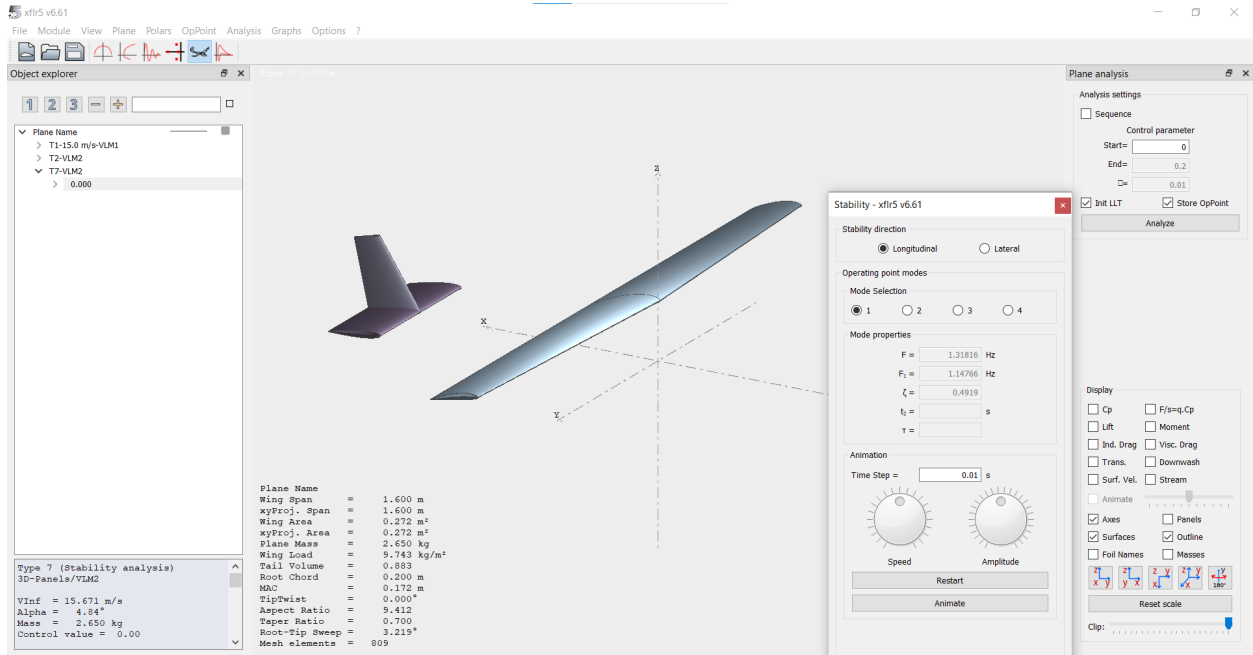 xflr5 v6.61
File Module View Plane Polars OpPoint Analysis Graphs Options ?
Object explorer
1 2 3
Plane Name
T1-15.0 m/s-VLM1
T2-VLM2
T7-VLM2
0.000
Type 7 (Stability analysis)
3D-Panels/VLM2
VInf = 15.671 m/s
Alpha = 4.84°
Mass = 2.650 kg
Control value = 0.00
Time = 0.000s
Z
X
Y
Plane Name
Wing Span = 1.600 m
xyProj. Span = 1.600 m
Wing Area = 0.272 m²
xyProj. Area = 0.272 m²
Plane Mass = 2.650 kg
Wing Load = 9.743 kg/m²
Tail Volume = 0.883
Root Chord = 0.200 m
MAC = 0.172 m
TipTwist = 0.000°
Aspect Ratio = 9.412
Taper Ratio = 0.700
Root-Tip Sweep = 3.219°
Mesh elements = 809
Stability - xflr5 v6.61
Stability direction
Longitudinal Lateral
Operating point modes
Mode Selection
1 2 3 4
Mode properties
F = 1.31816 Hz
F₁ = 1.14766 Hz
ζ = 0.4919
t₂ = s
τ =
Animation
Time Step = 0.01 s
Speed Amplitude
Restart
Animate
Plane analysis
Analysis settings
Sequence
Control parameter
Start= 0
End= 0.2
□= 0.01
Init LLT Store OpPoint
Analyze
Display
Cp F/s=q.Cp
Lift Moment
Ind. Drag Visc. Drag
Trans. Downwash
Surf. Vel. Stream
Animate
Axes Panels
Surfaces Outline
Foil Names Masses
z x y z y x z y x z y x y 180°
Reset scale
Clip: